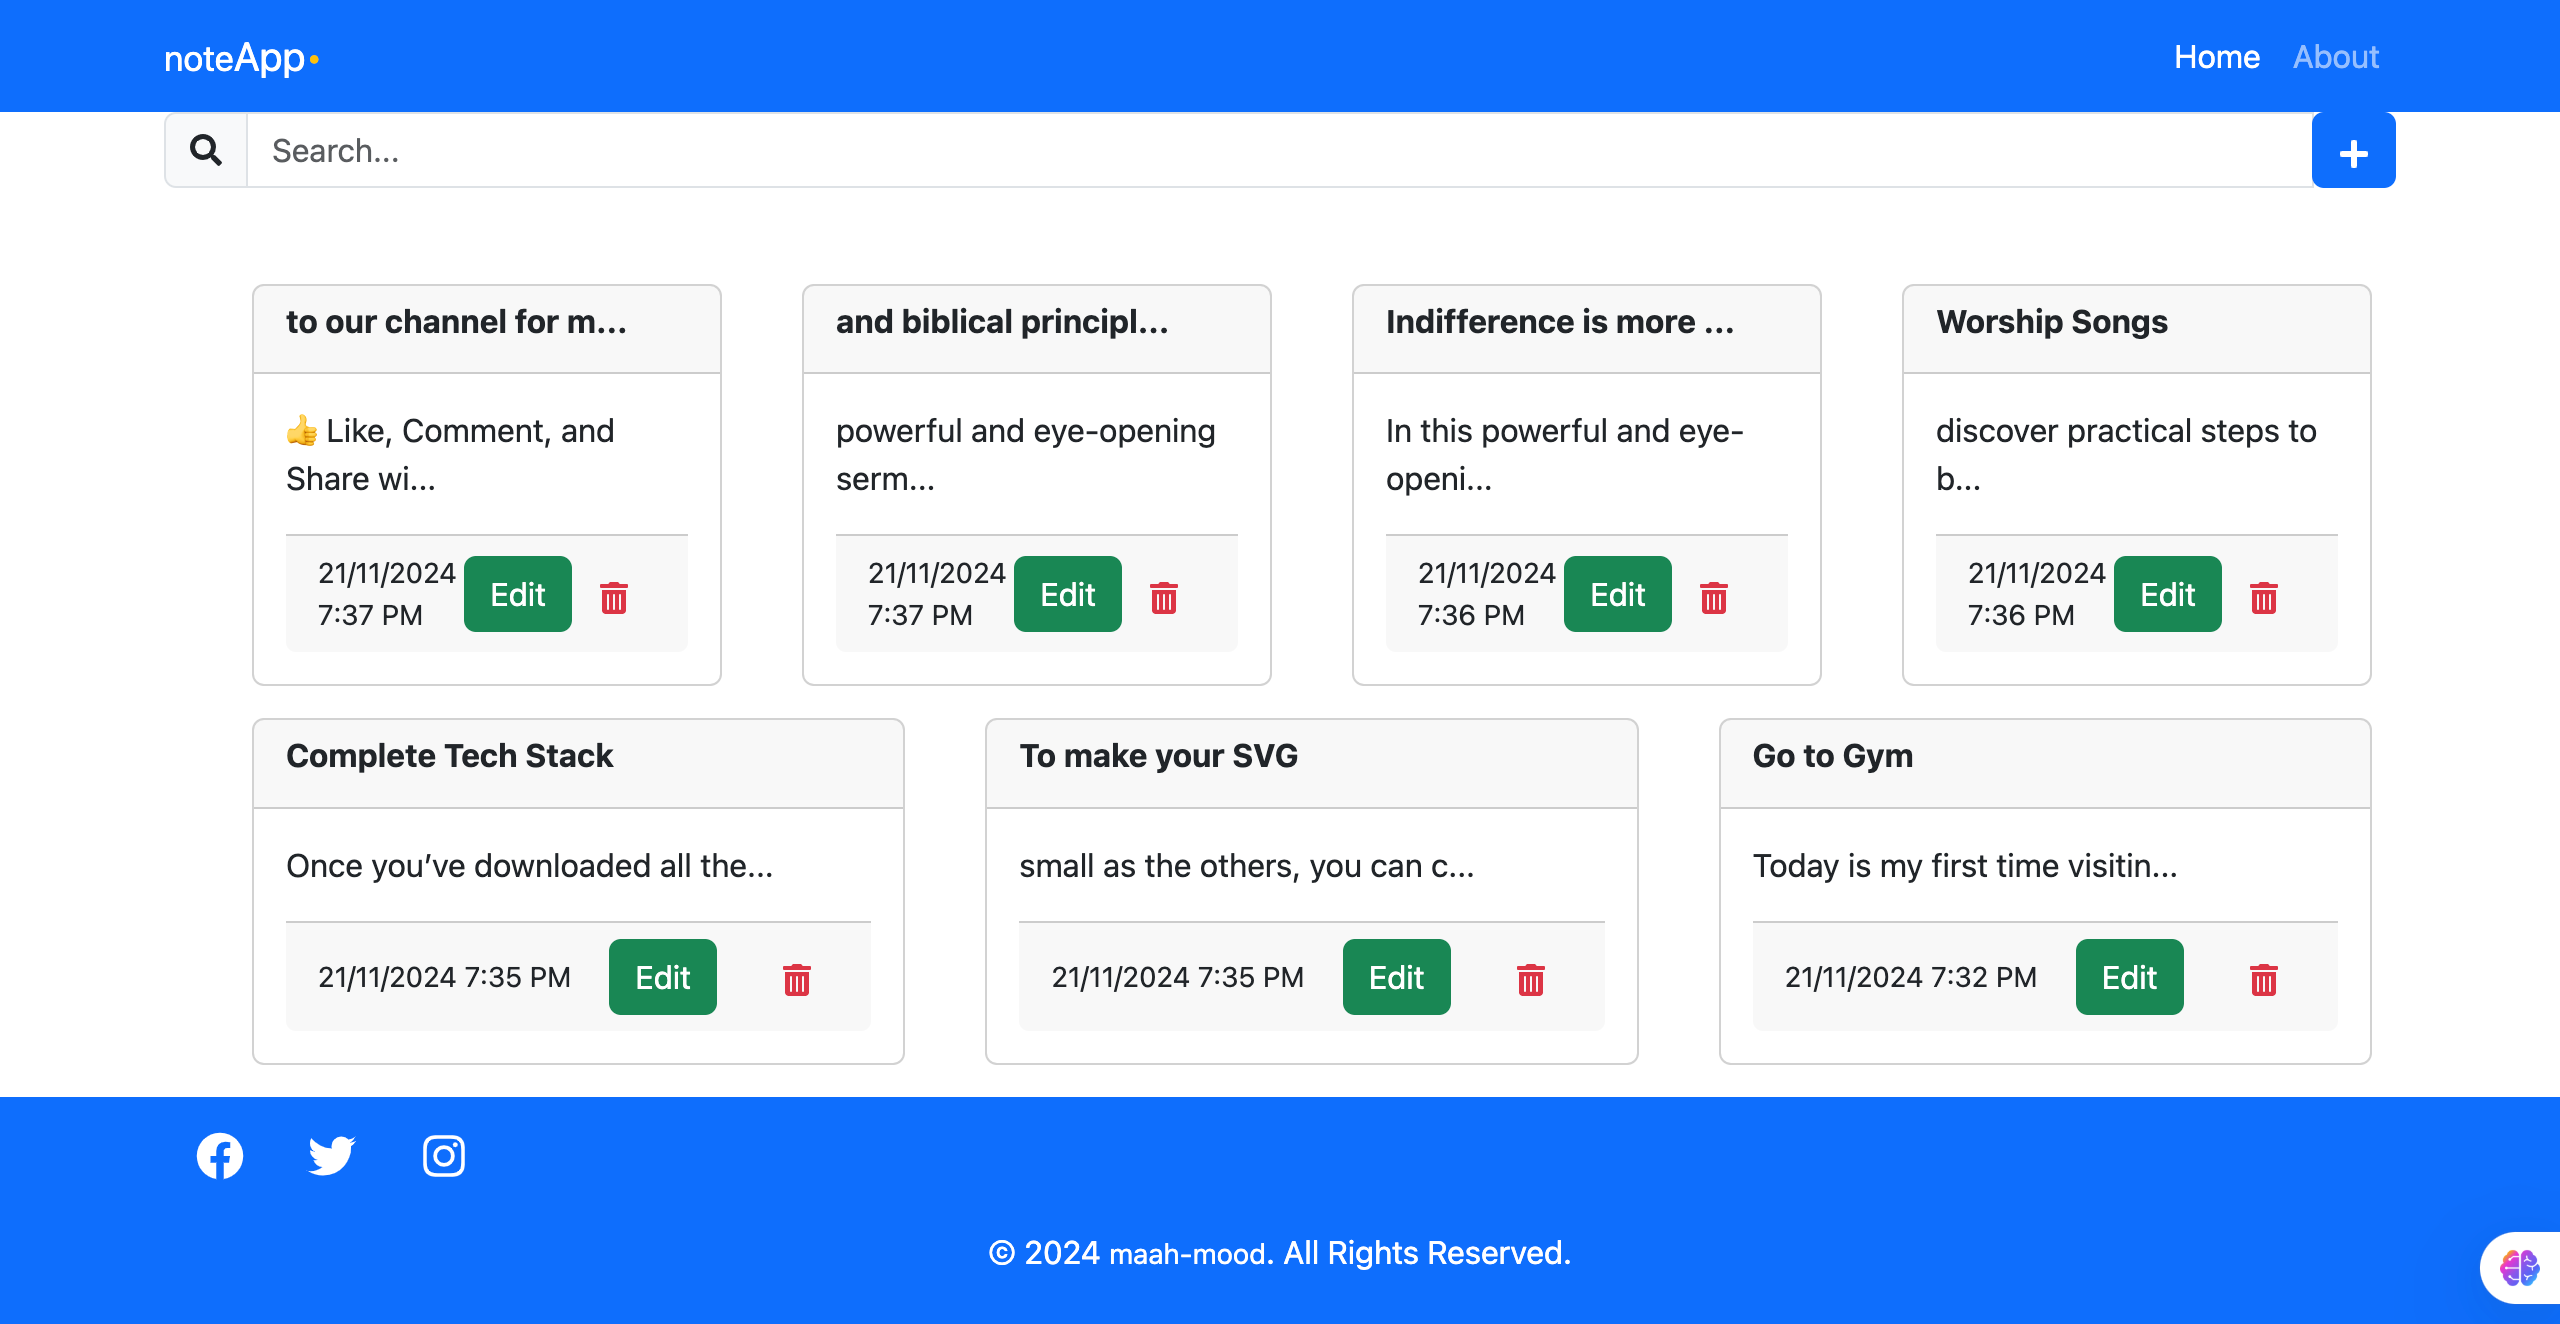 noteApp
Home About
Search...
to our channel for m...
👍 Like, Comment, and
Share wi...
21/11/2024
7:37 PM
Edit
and biblical principl...
powerful and eye-opening
serm...
21/11/2024
7:37 PM
Edit
Indifference is more ...
In this powerful and eye-
openi...
21/11/2024
7:36 PM
Edit
Worship Songs
discover practical steps to
b...
21/11/2024
7:36 PM
Edit
Complete Tech Stack
Once you’ve downloaded all the...
21/11/2024 7:35 PM
Edit
To make your SVG
small as the others, you can c...
21/11/2024 7:35 PM
Edit
Go to Gym
Today is my first time visitin...
21/11/2024 7:32 PM
Edit
© 2024 maah-mood. All Rights Reserved.